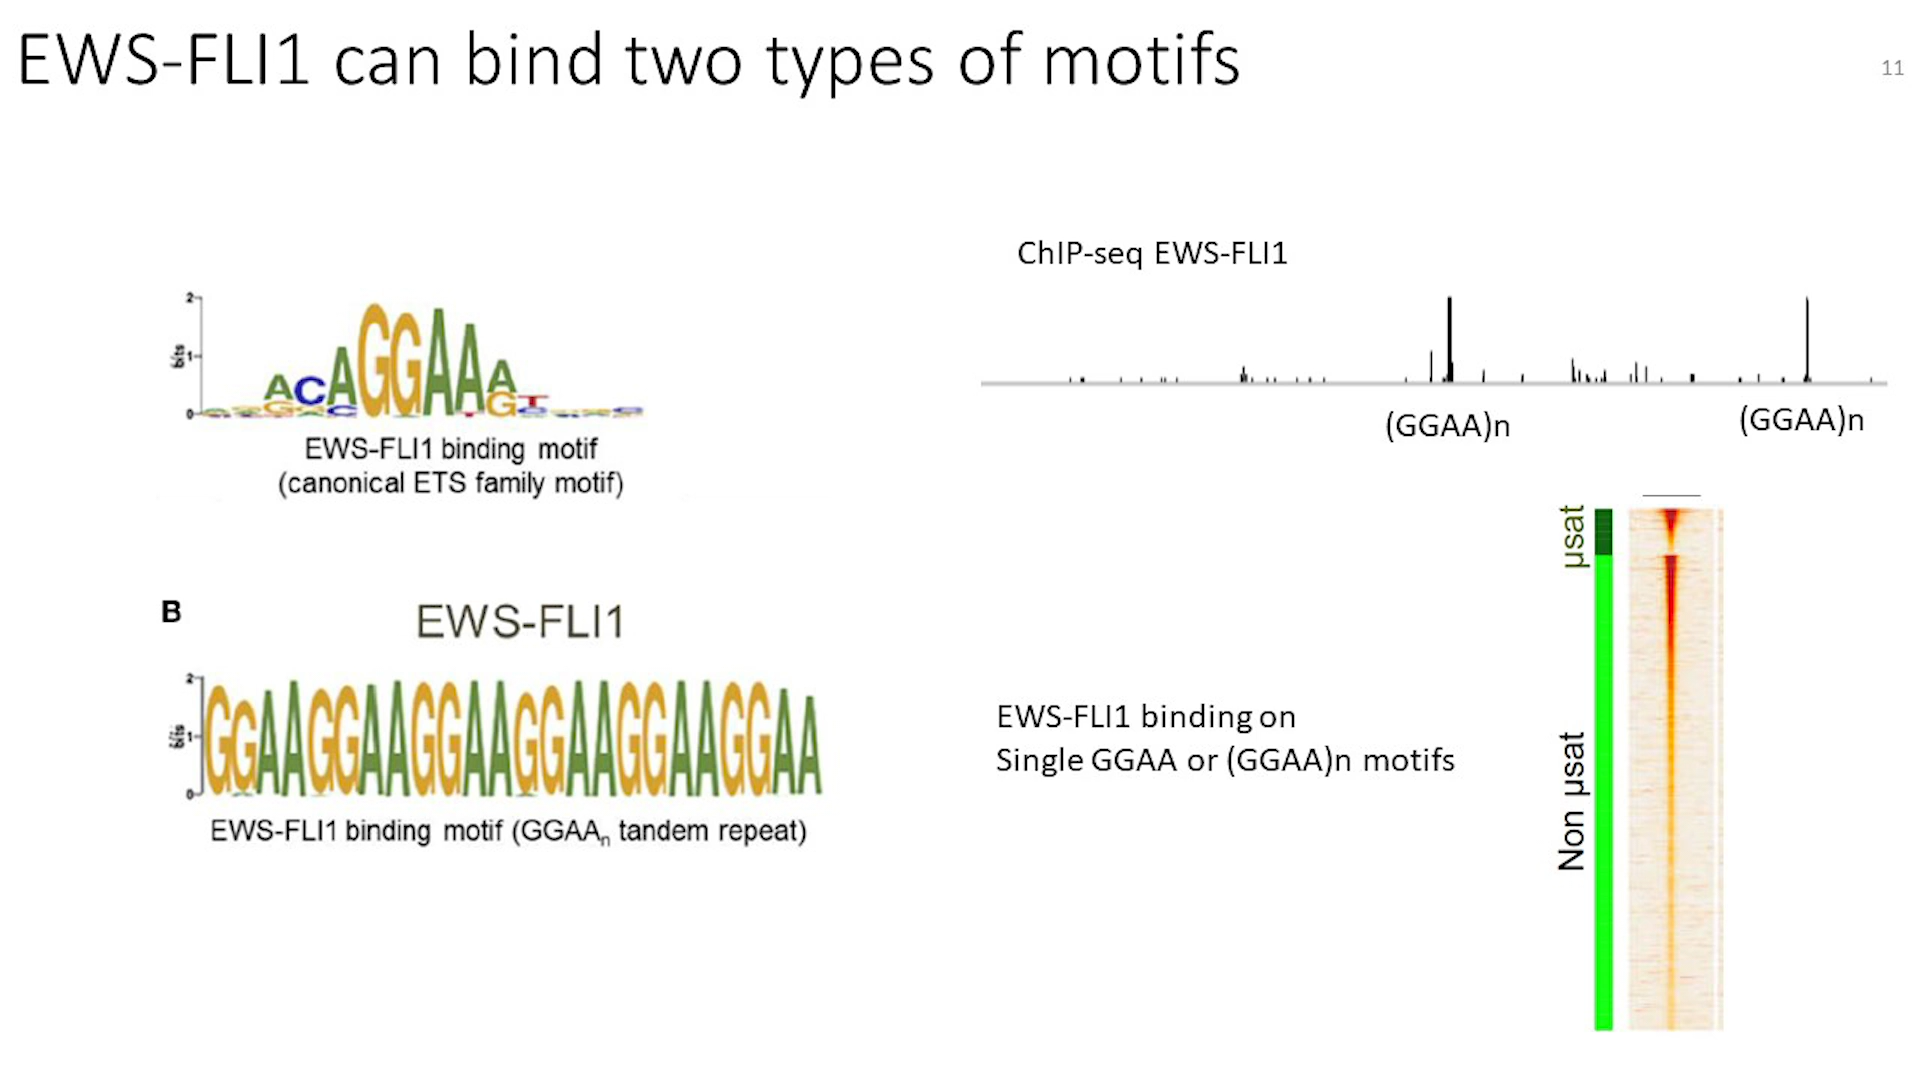 EWS-FLI1 can bind two types of motifs
11
ChIP-seq EWS-FLI1
(GGAA)n
(GGAA)n
2
1
0
bits
ACAGGAAA
GT
EWS-FLI1 binding motif
(canonical ETS family motif)
B
EWS-FLI1
2
1
0
bits
GGAAGGAAGGAAGGAAGGAAGGAA
EWS-FLI1 binding motif (GGAAn tandem repeat)
EWS-FLI1 binding on
Single GGAA or (GGAA)n motifs
µsat
Non µsat